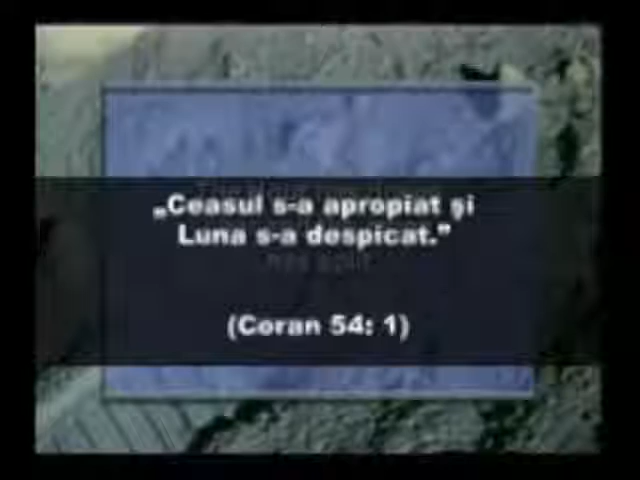 „Ceasul s-a apropiat şi
Luna s-a despicat.”
(Coran 54: 1)